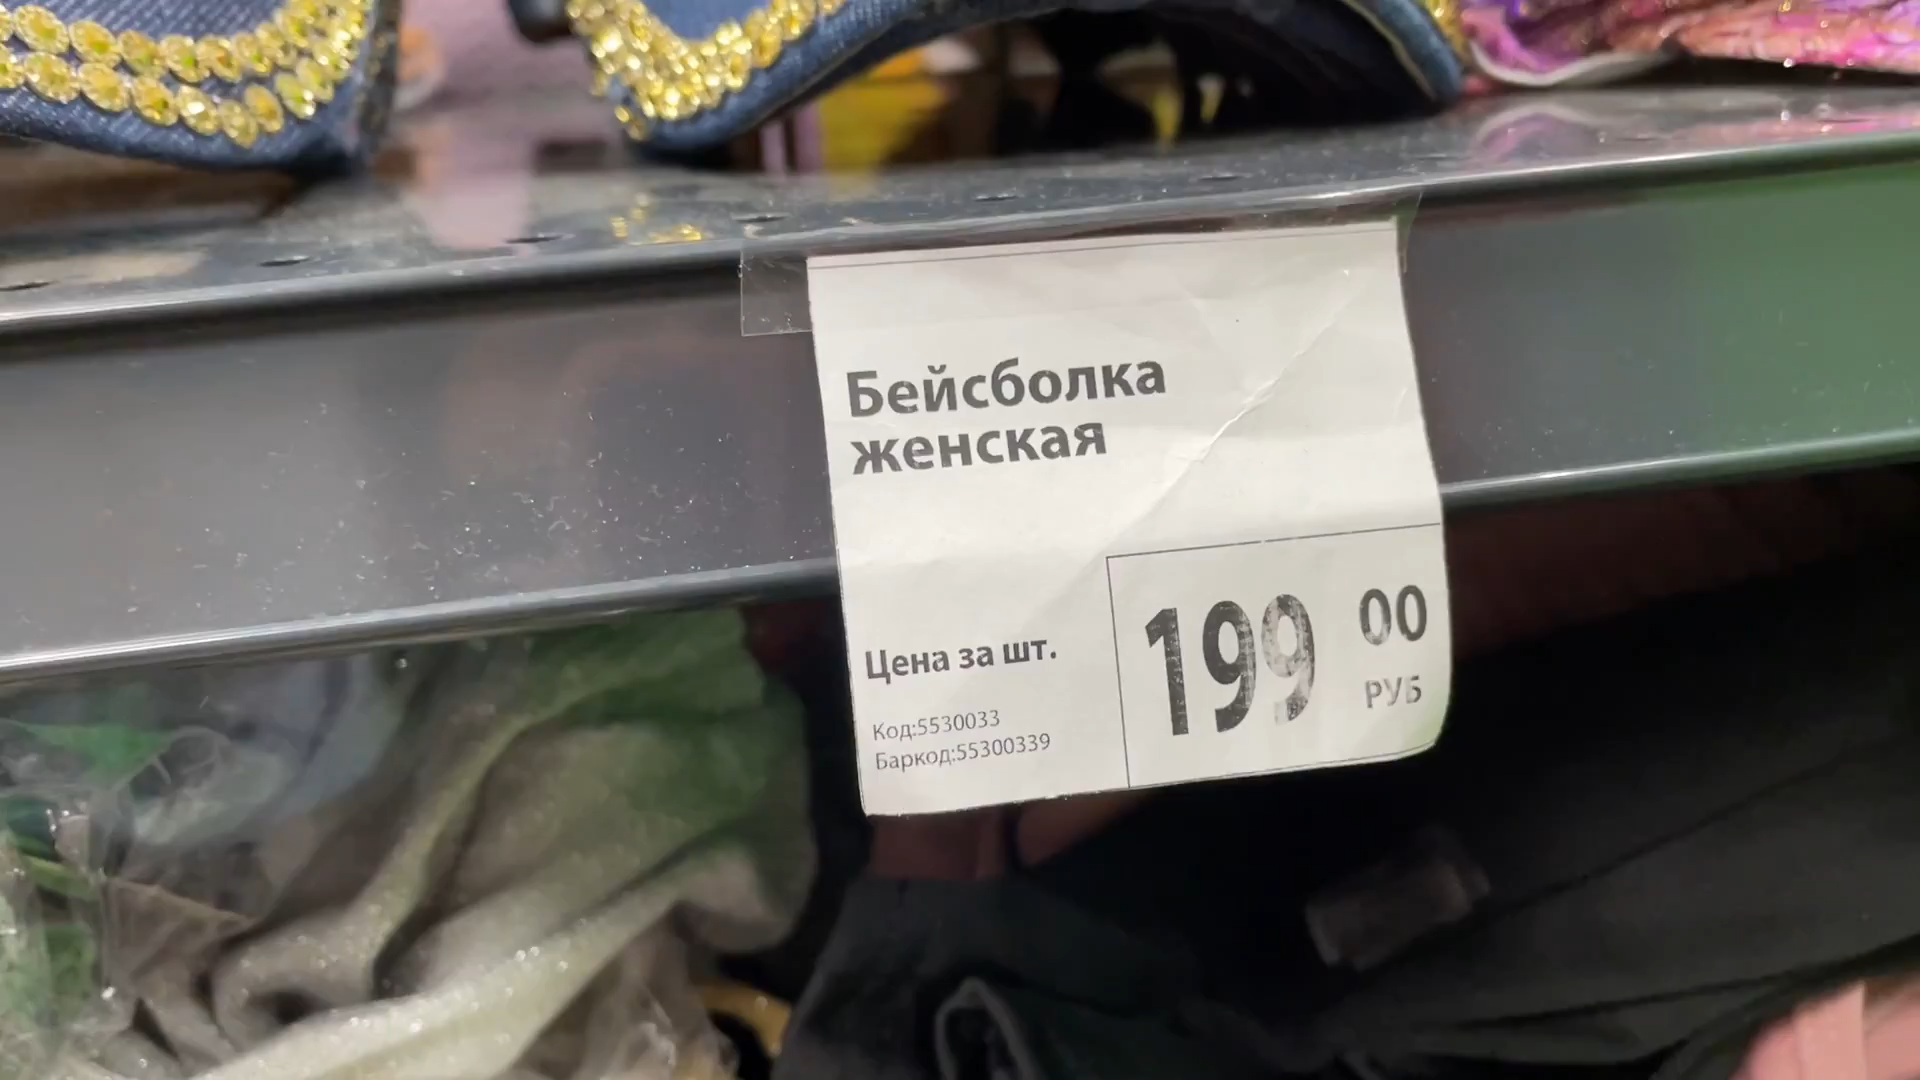 Бейсболка
женская
Цена за шт.
199 00
РУБ
Код:5530033
Баркод:55300339